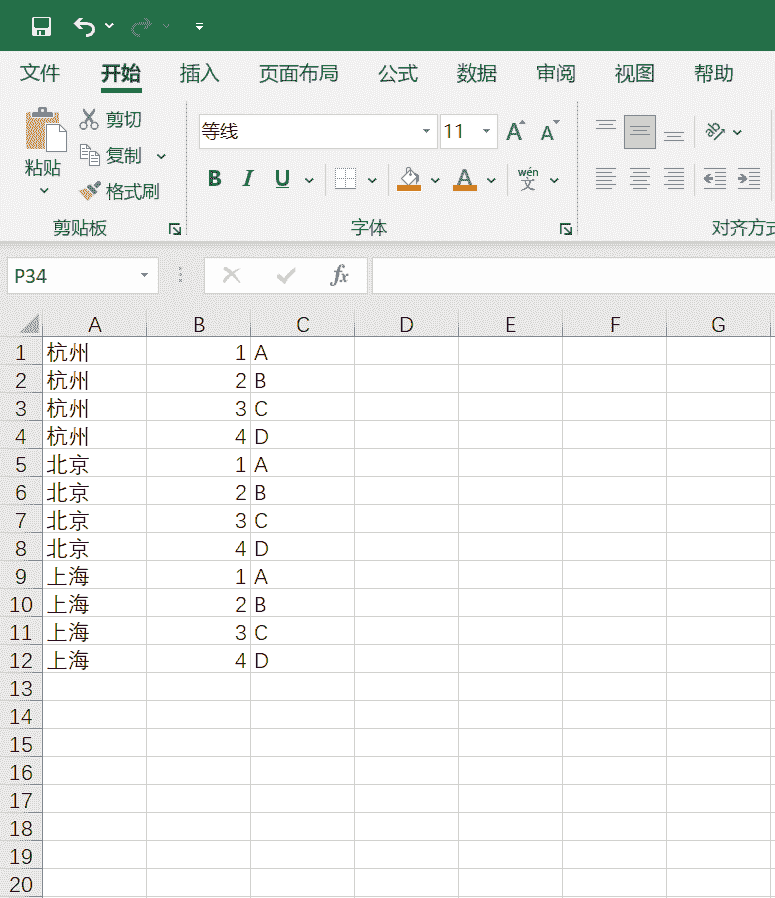 文件 开始 插入 页面布局 公式 数据 审阅 视图 帮助
剪切
等线 11 A A
复制
粘贴
B I U A wén 文
格式刷
剪贴板 字体 对齐方式
P34 fx
A B C D E F G
1 杭州 1 A
2 杭州 2 B
3 杭州 3 C
4 杭州 4 D
5 北京 1 A
6 北京 2 B
7 北京 3 C
8 北京 4 D
9 上海 1 A
10 上海 2 B
11 上海 3 C
12 上海 4 D
13
14
15
16
17
18
19
20